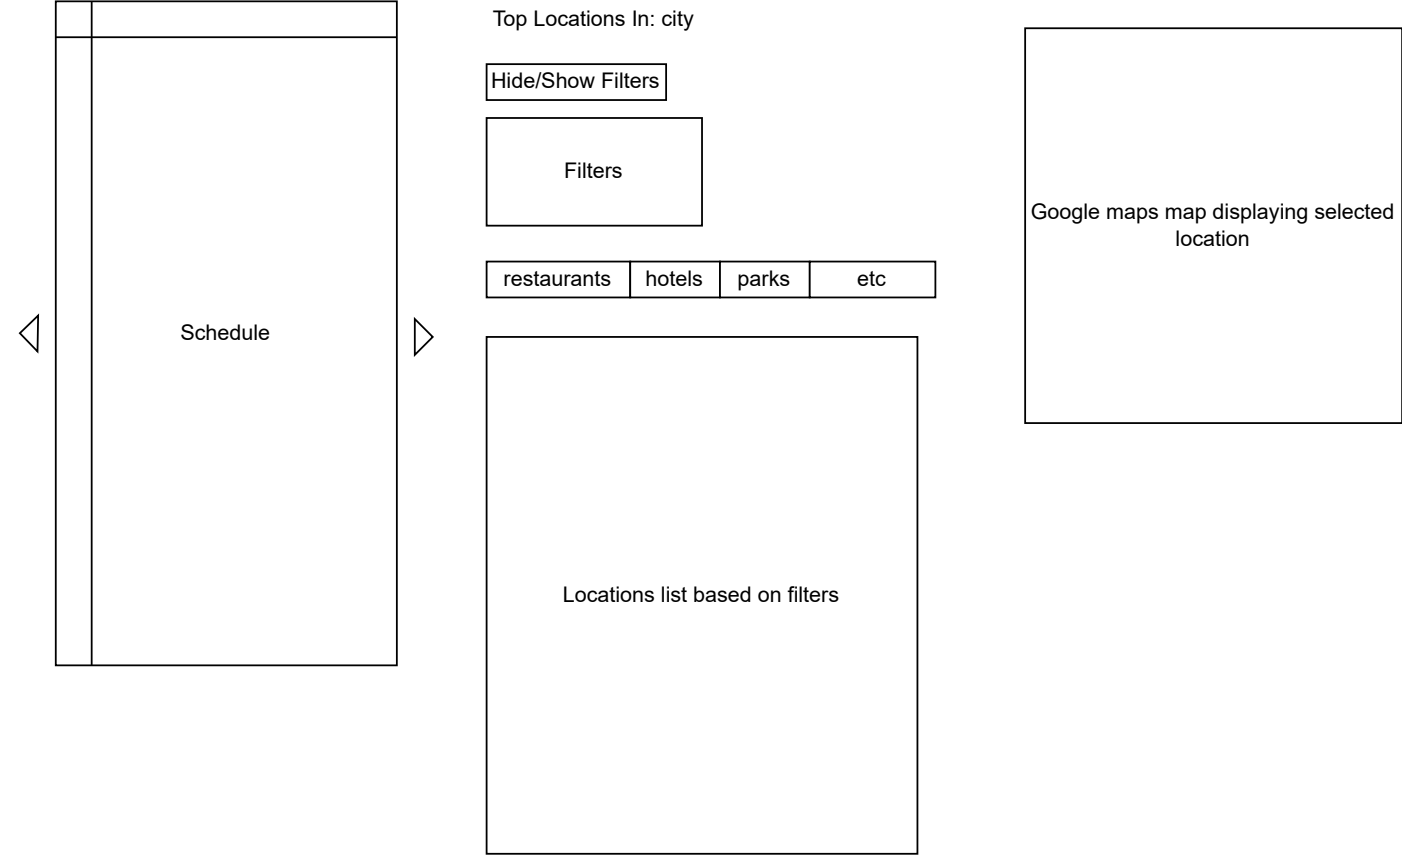 Top Locations In: city
Hide/Show Filters
Filters
restaurants
hotels
parks
etc
Schedule
Locations list based on filters
Google maps map displaying selected
location